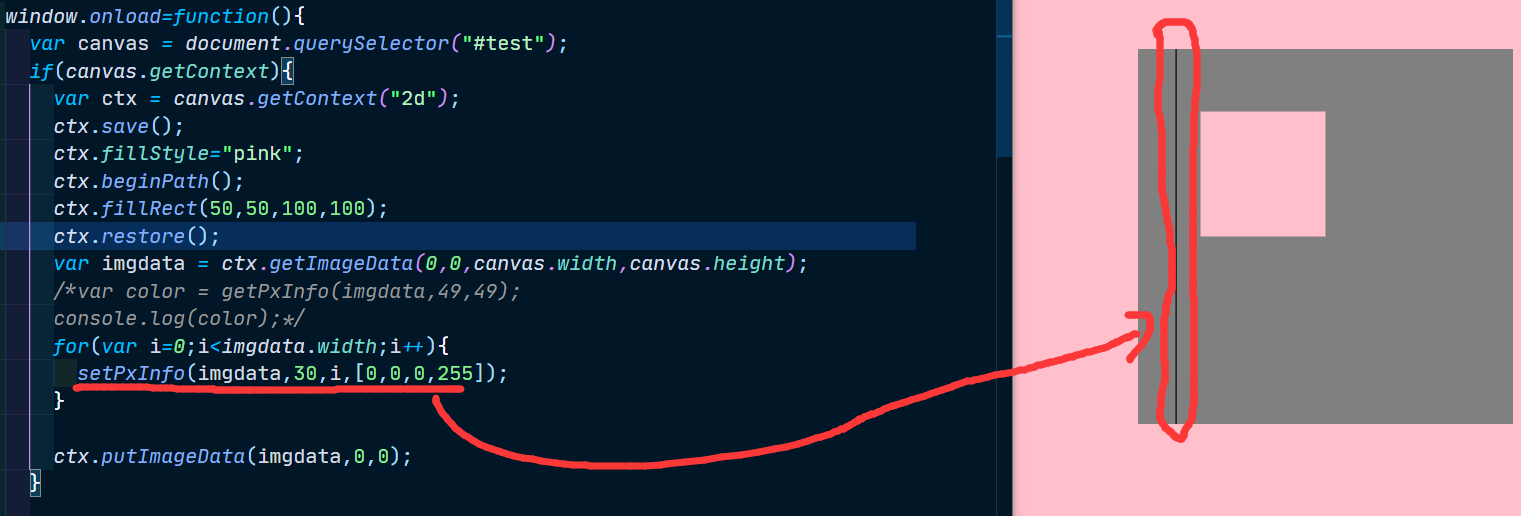 window.onload=function(){
var canvas = document.querySelector("#test");
if(canvas.getContext){
var ctx = canvas.getContext("2d");
ctx.save();
ctx.fillStyle="pink";
ctx.beginPath();
ctx.fillRect(50,50,100,100);
ctx.restore();
var imgdata = ctx.getImageData(0,0,canvas.width,canvas.height);
/*var color = getPxInfo(imgdata,49,49);
console.log(color);*/
for(var i=0;i<imgdata.width;i++){
setPxInfo(imgdata,30,i,[0,0,0,255]);
}
ctx.putImageData(imgdata,0,0);
}